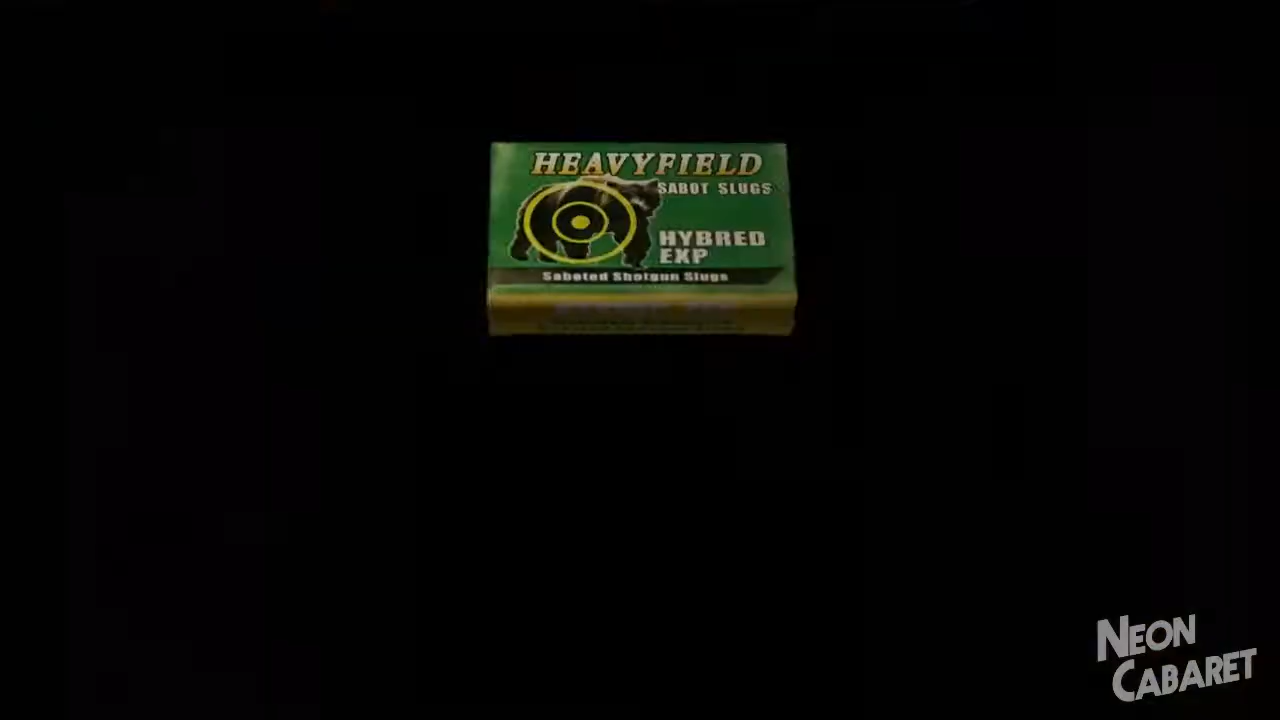 HEAVYFIELD
SABOT SLUGS
HYBRED
EXP
Saboted Shotgun Slugs
NEON
CABARET